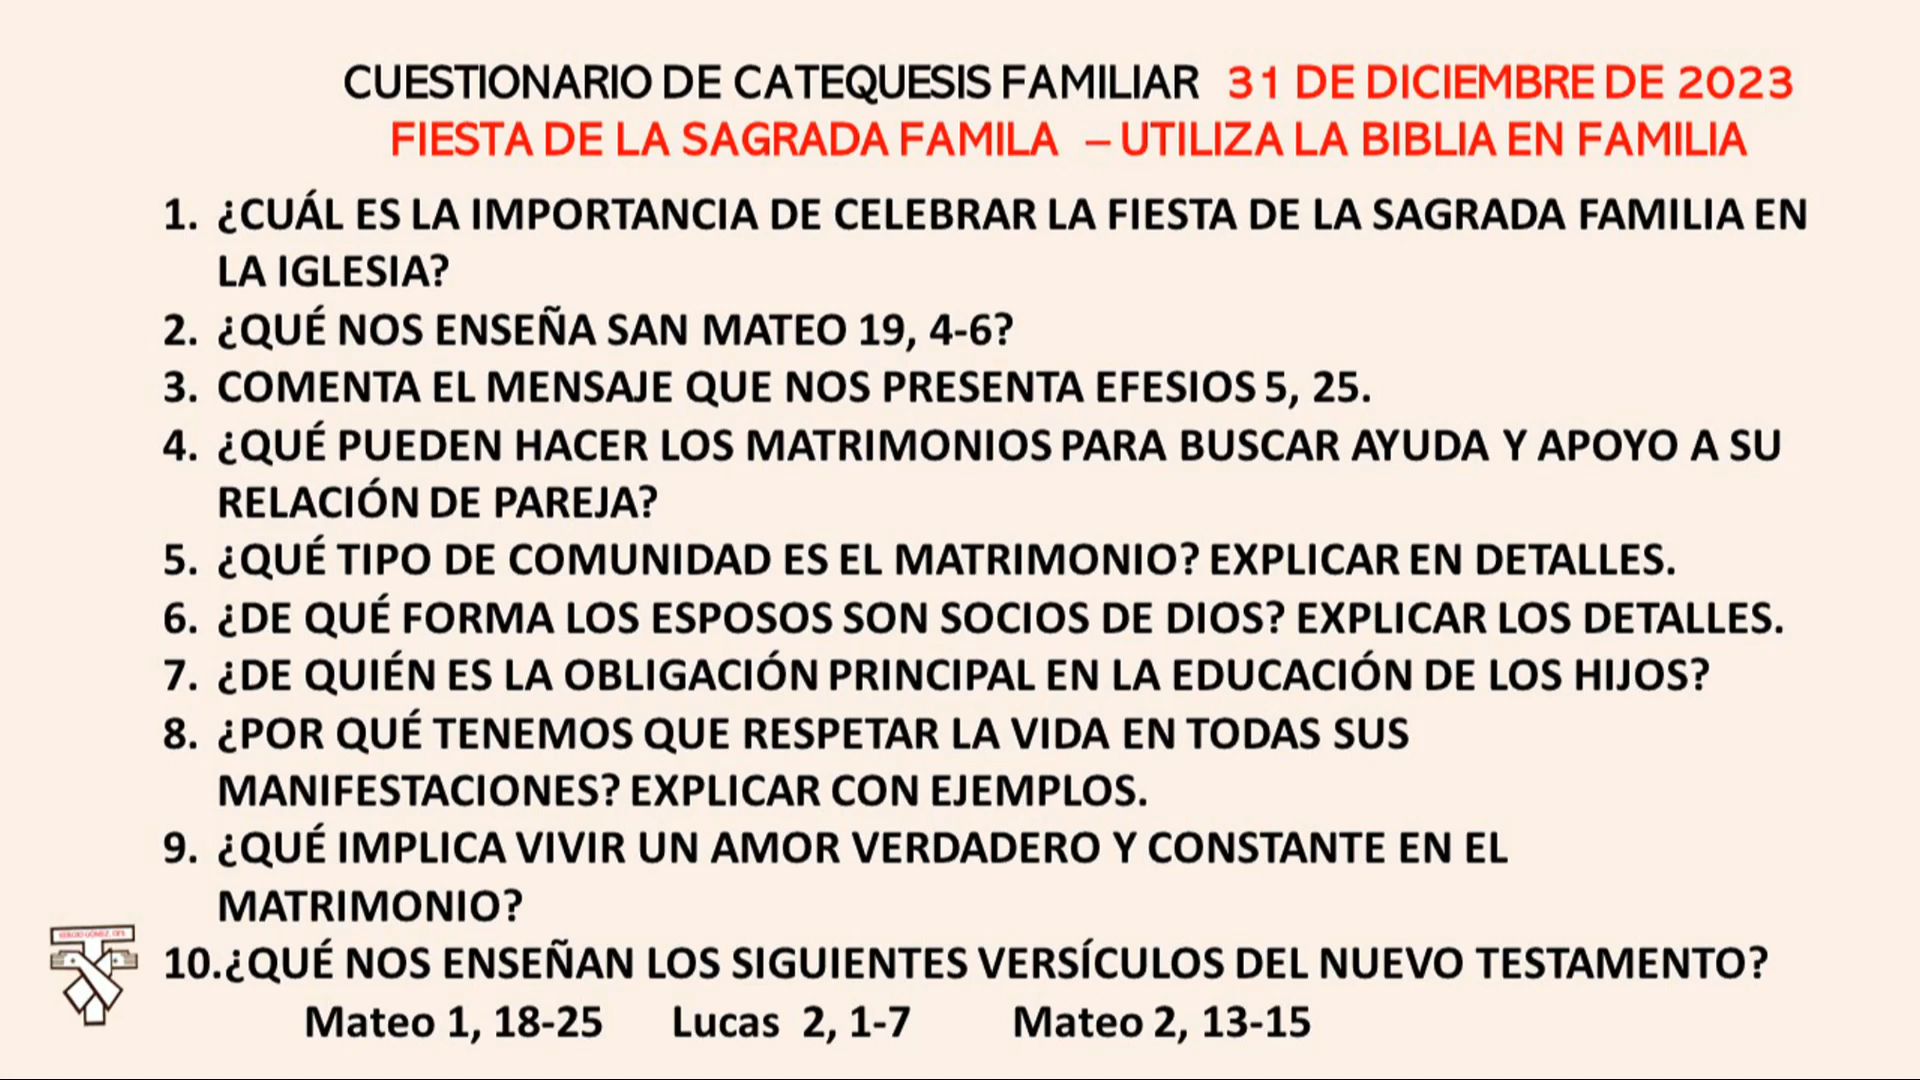 CUESTIONARIO DE CATEQUESIS FAMILIAR 31 DE DICIEMBRE DE 2023
FIESTA DE LA SAGRADA FAMILA – UTILIZA LA BIBLIA EN FAMILIA
1. ¿CUÁL ES LA IMPORTANCIA DE CELEBRAR LA FIESTA DE LA SAGRADA FAMILIA EN
LA IGLESIA?
2. ¿QUÉ NOS ENSEÑA SAN MATEO 19, 4-6?
3. COMENTA EL MENSAJE QUE NOS PRESENTA EFESIOS 5, 25.
4. ¿QUÉ PUEDEN HACER LOS MATRIMONIOS PARA BUSCAR AYUDA Y APOYO A SU
RELACIÓN DE PAREJA?
5. ¿QUÉ TIPO DE COMUNIDAD ES EL MATRIMONIO? EXPLICAR EN DETALLES.
6. ¿DE QUÉ FORMA LOS ESPOSOS SON SOCIOS DE DIOS? EXPLICAR LOS DETALLES.
7. ¿DE QUIÉN ES LA OBLIGACIÓN PRINCIPAL EN LA EDUCACIÓN DE LOS HIJOS?
8. ¿POR QUÉ TENEMOS QUE RESPETAR LA VIDA EN TODAS SUS
MANIFESTACIONES? EXPLICAR CON EJEMPLOS.
9. ¿QUÉ IMPLICA VIVIR UN AMOR VERDADERO Y CONSTANTE EN EL
MATRIMONIO?
10.¿QUÉ NOS ENSEÑAN LOS SIGUIENTES VERSÍCULOS DEL NUEVO TESTAMENTO?
Mateo 1, 18-25 Lucas 2, 1-7 Mateo 2, 13-15